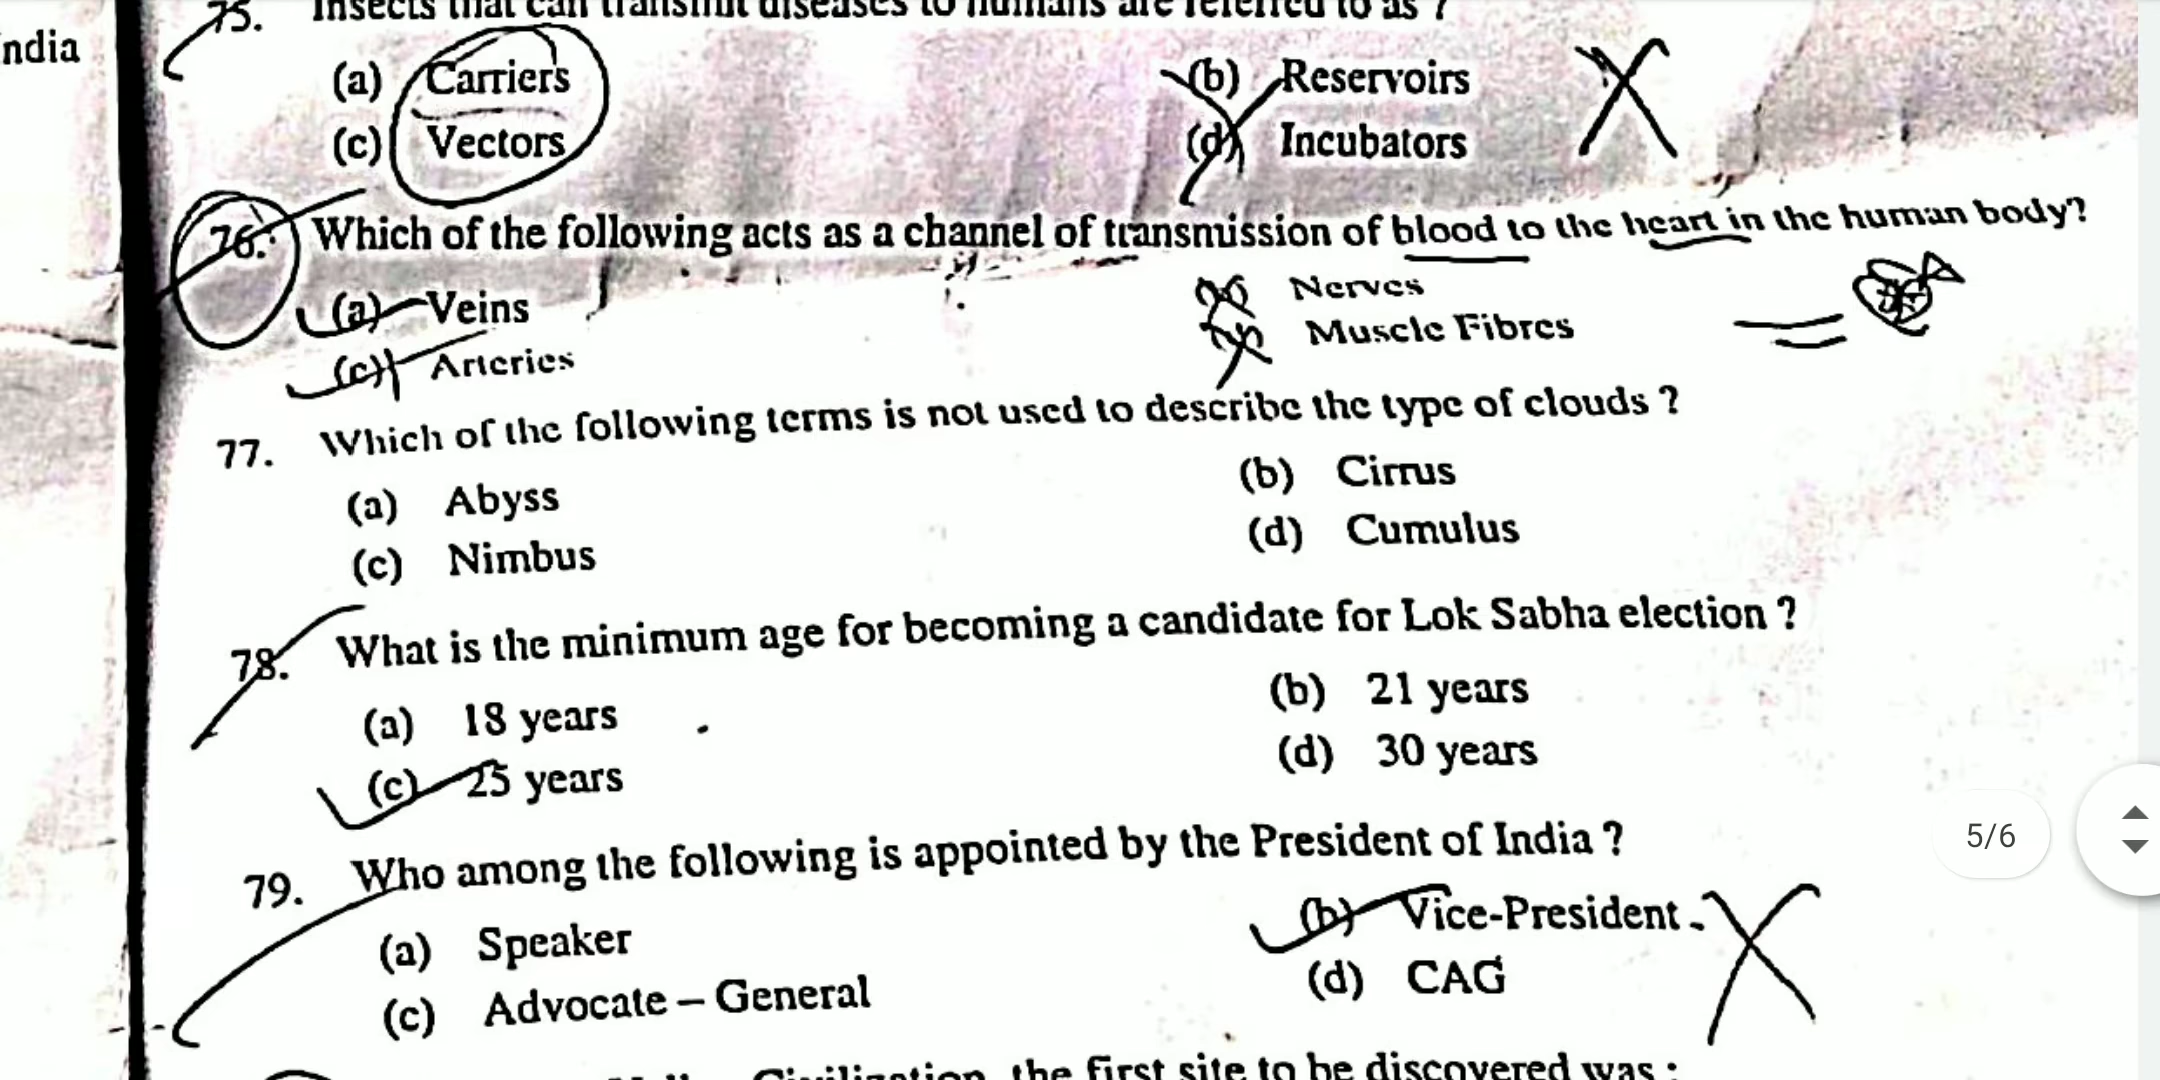 ndia
75. Insects that can transmit diseases to humans are referred to as ?
(a) Carriers (b) Reservoirs
(c) Vectors (d) Incubators
76. Which of the following acts as a channel of transmission of blood to the heart in the human body?
(a) Veins Nerves
(c) Arteries Muscle Fibres
77. Which of the following terms is not used to describe the type of clouds ?
(a) Abyss (b) Cirrus
(c) Nimbus (d) Cumulus
78. What is the minimum age for becoming a candidate for Lok Sabha election ?
(a) 18 years (b) 21 years
(c) 25 years (d) 30 years
5/6
79. Who among the following is appointed by the President of India ?
(a) Speaker (b) Vice-President
(c) Advocate – General (d) CAG
Civilization, the first site to be discovered was :